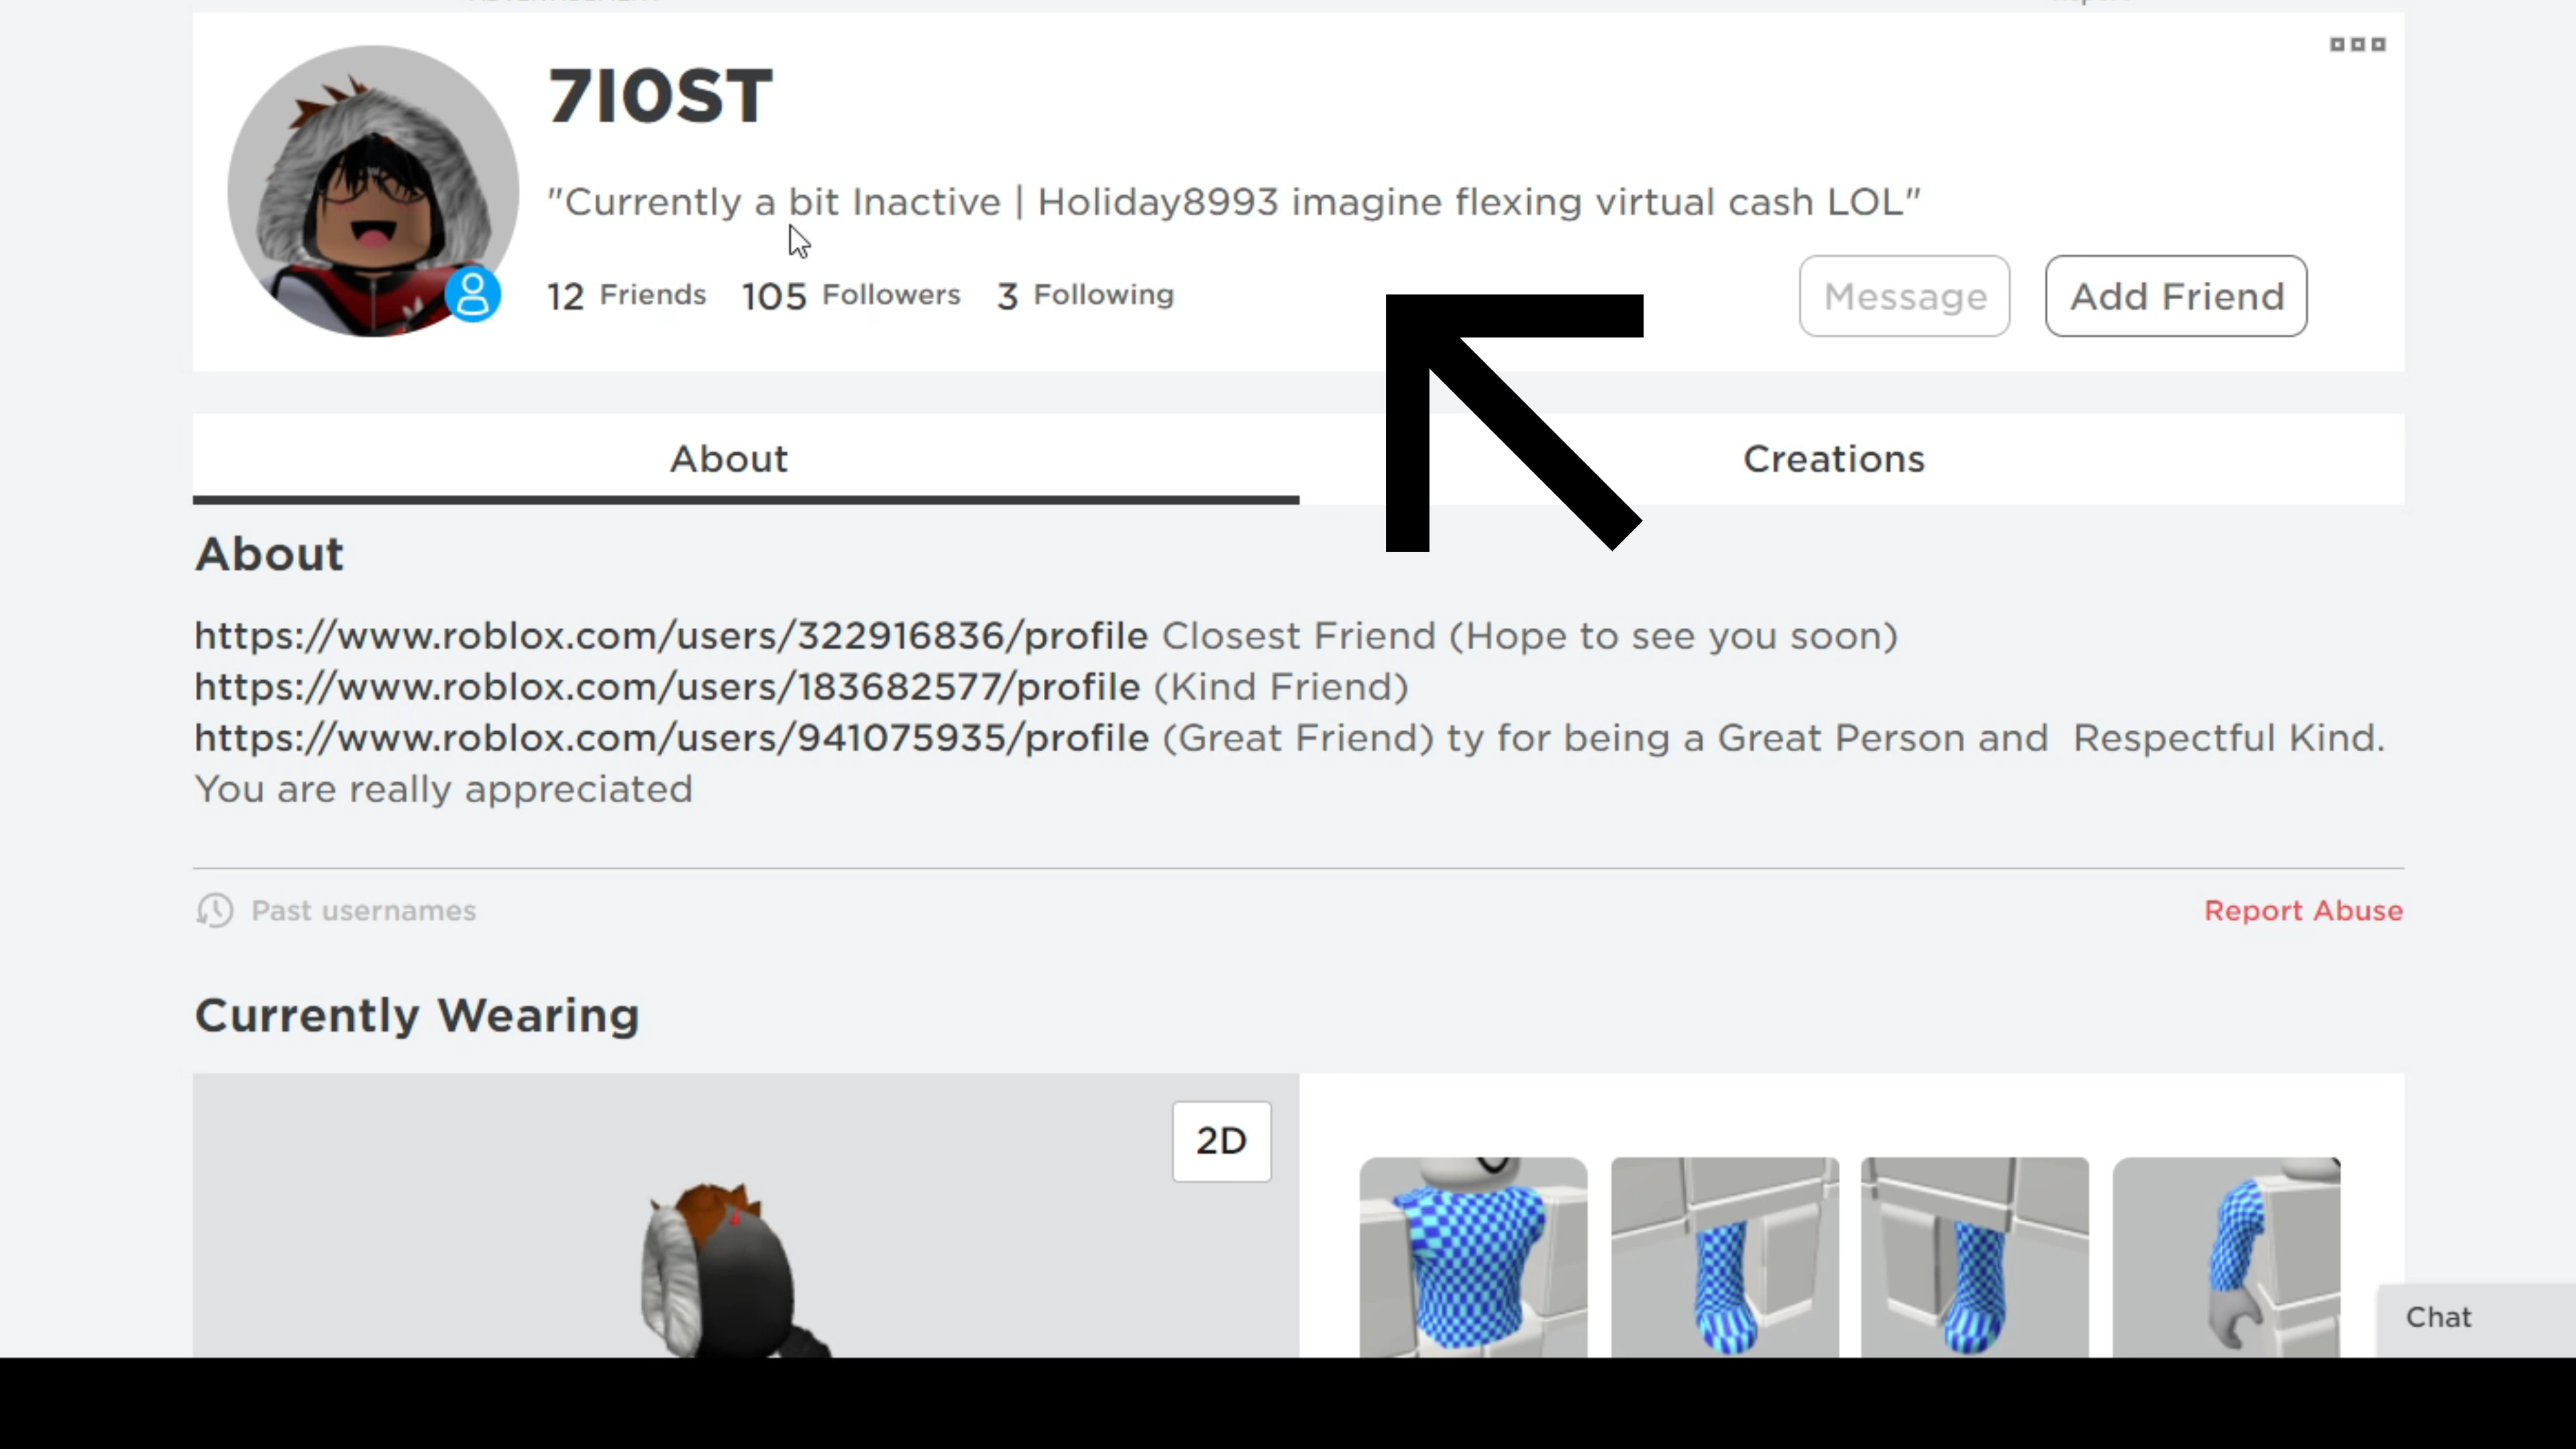 7I0ST
"Currently a bit Inactive | Holiday8993 imagine flexing virtual cash LOL"
12 Friends 105 Followers 3 Following
Message
Add Friend
About
Creations
About
https://www.roblox.com/users/322916836/profile Closest Friend (Hope to see you soon)
https://www.roblox.com/users/183682577/profile (Kind Friend)
https://www.roblox.com/users/941075935/profile (Great Friend) ty for being a Great Person and  Respectful Kind.
You are really appreciated
Past usernames
Report Abuse
Currently Wearing
2D
Chat